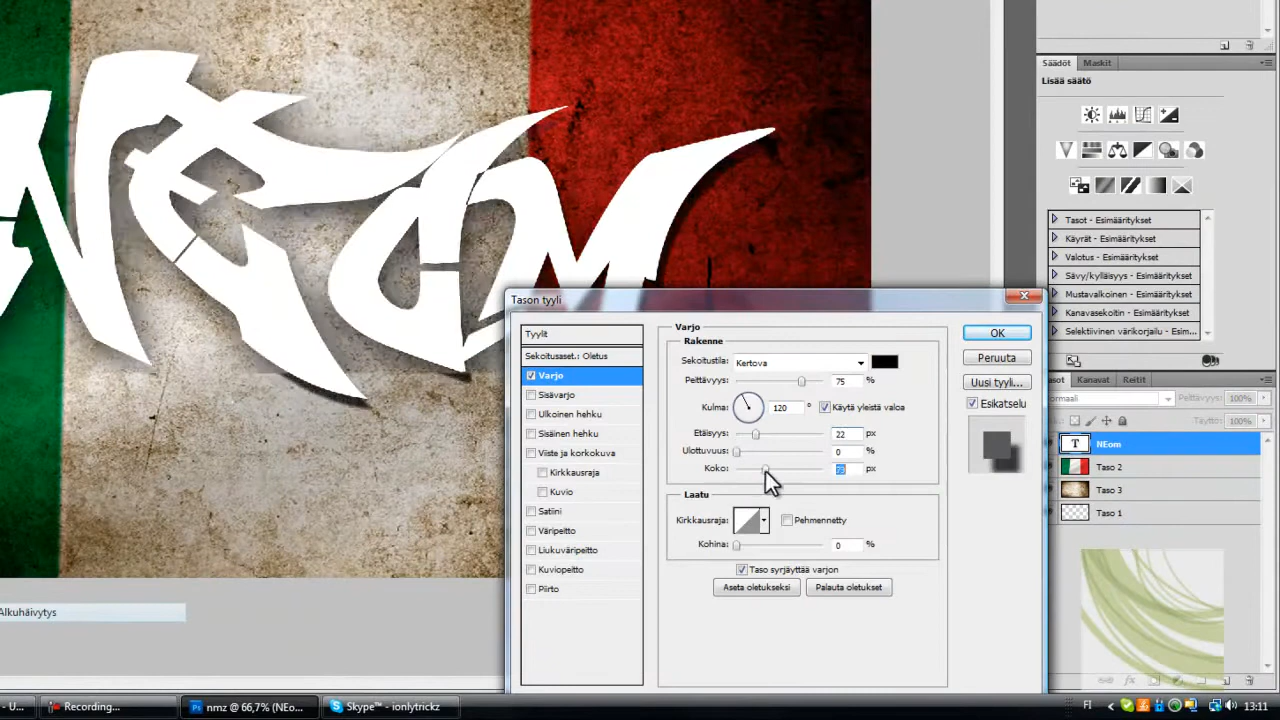 NEom
Säädöt Maskit
Lisää säätö
Tasot - Esimääritykset
Käyrät - Esimääritykset
Valotus - Esimääritykset
Sävy/kylläisyys - Esimääritykset
Mustavalkoinen - Esimääritykset
Kanavasekoitin - Esimääritykset
Selektiivinen värikorjailu - Esim...
asot Kanavat Reitit
ormaali Peittävyys: 100%
Täyttö: 100%
T NEom
Taso 2
Taso 3
Taso 1
Tason tyyli
Tyylit
Sekoitusaset.: Oletus
Varjo
Sisävarjo
Ulkoinen hehku
Sisäinen hehku
Viiste ja korkokuva
Kirkkausraja
Kuvio
Satiini
Väripeitto
Liukuväripeitto
Kuviopeitto
Piirto
Varjo
Rakenne
Sekoitustila: Kertova
Peittävyys: 75 %
Kulma: 120 ° Käytä yleistä valoa
Etäisyys: 22 px
Ulottuvuus: 0 %
Koko: px
Laatu
Kirkkausraja: Pehmennetty
Kohina: 0 %
Taso syrjäyttää varjon
Aseta oletukseksi Palauta oletukset
OK
Peruuta
Uusi tyyli...
Esikatselu
Alkuhäivytys
- U... Recording... nmz @ 66,7% (NEo... Skype™ - ionlytrickz FI 13:11